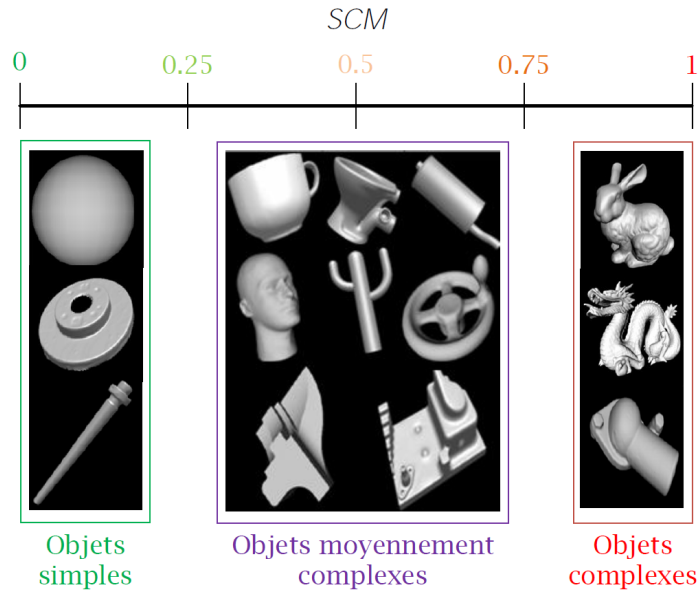 SCM
0 0.25 0.5 0.75 1
Objets simples
Objets moyennement complexes
Objets complexes